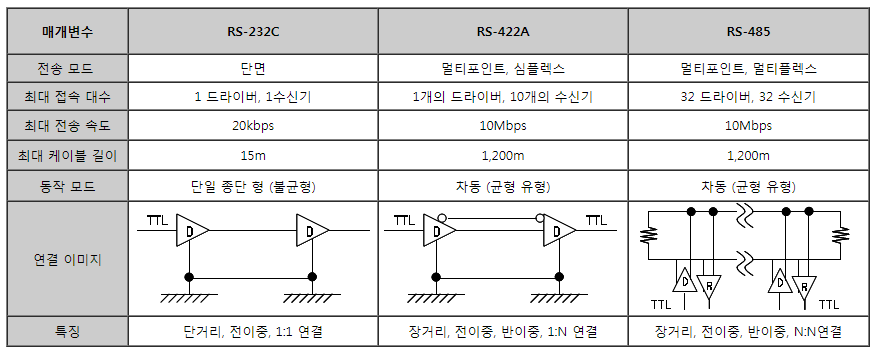 매개변수 RS-232C RS-422A RS-485
전송 모드 단면 멀티포인트, 심플렉스 멀티포인트, 멀티플렉스
최대 접속 대수 1 드라이버, 1수신기 1개의 드라이버, 10개의 수신기 32 드라이버, 32 수신기
최대 전송 속도 20kbps 10Mbps 10Mbps
최대 케이블 길이 15m 1,200m 1,200m
동작 모드 단일 종단 형 (불균형)차동 (균형 유형) 차동 (균형 유형)
연결 이미지 TTL D D TTL D D TTL D R D R TTL TTL
특징 단거리, 전이중, 1:1 연결 장거리, 전이중, 반이중, 1:N 연결 장거리, 전이중, 반이중, N:N연결